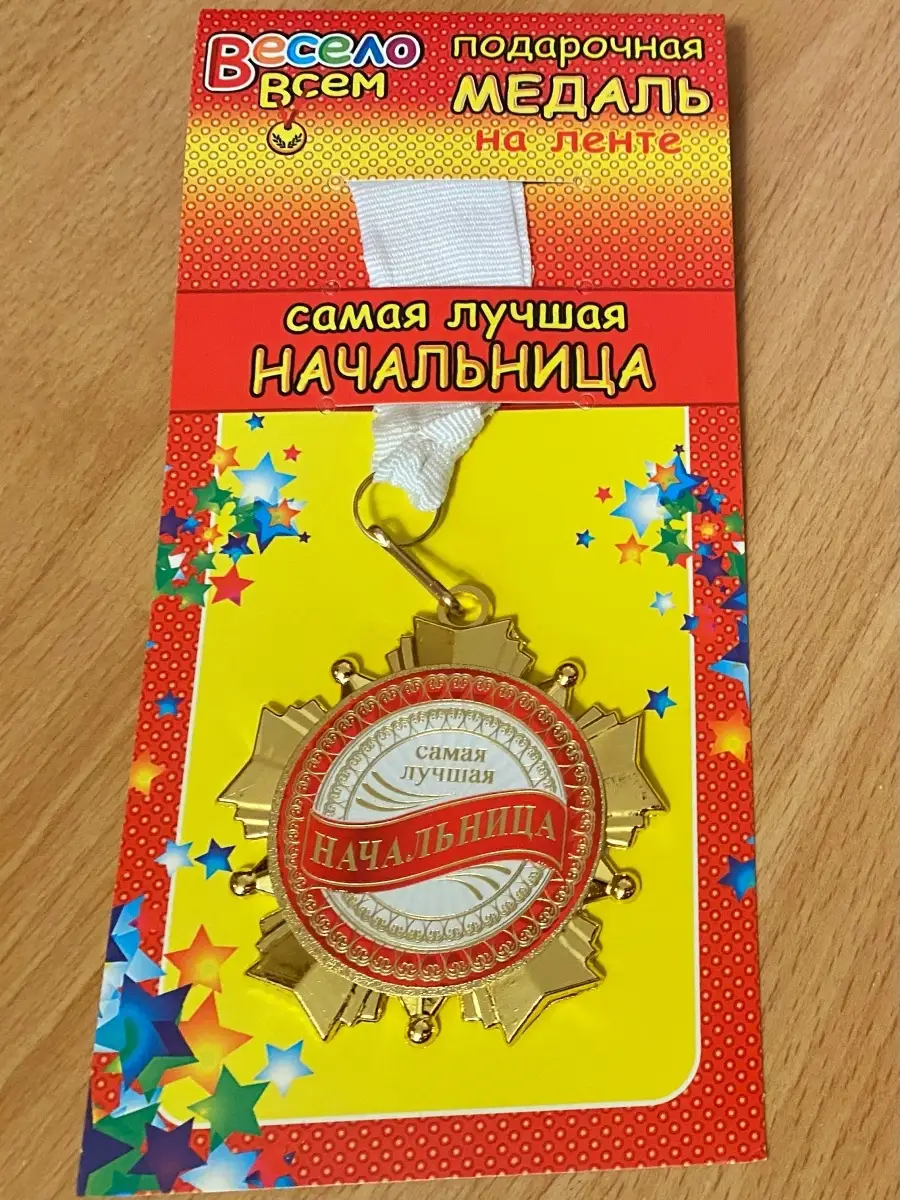 Весело
Всем
подарочная
МЕДАЛЬ
на ленте
самая лучшая
НАЧАЛЬНИЦА
самая
лучшая
НАЧАЛЬНИЦА